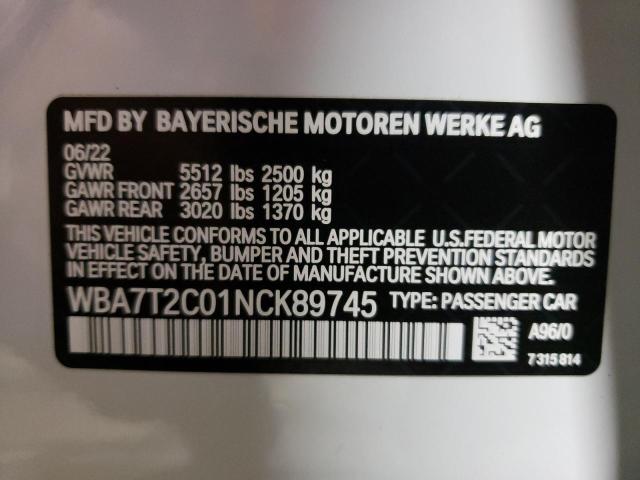 MFD BY BAYERISCHE MOTOREN WERKE AG
06/22
GVWR 5512 lbs 2500 kg
GAWR FRONT 2657 lbs 1205 kg
GAWR REAR 3020 lbs 1370 kg
THIS VEHICLE CONFORMS TO ALL APPLICABLE U.S.FEDERAL MOTOR
VEHICLE SAFETY, BUMPER AND THEFT PREVENTION STANDARDS
IN EFFECT ON THE DATE OF MANUFACTURE SHOWN ABOVE.
WBA7T2C01NCK89745 TYPE: PASSENGER CAR
A96/0
7315814